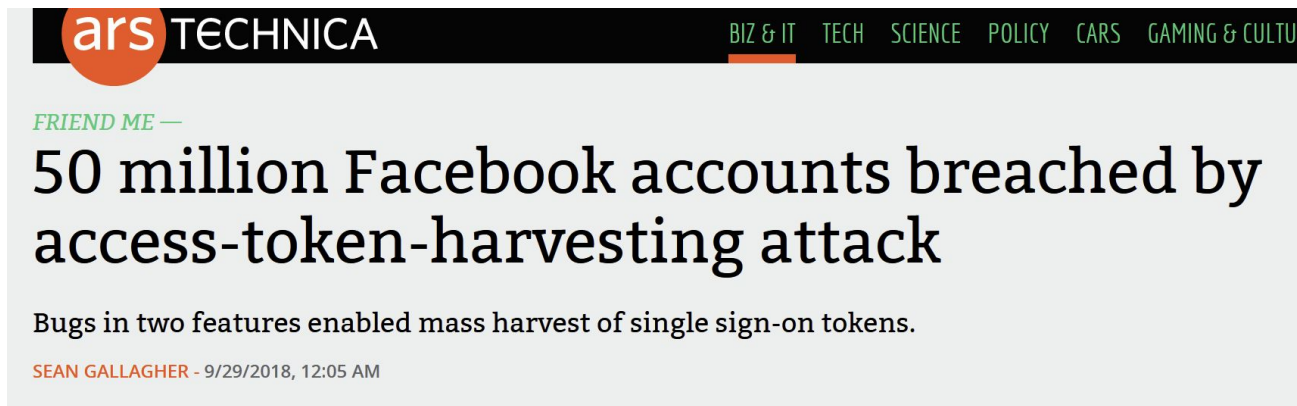 ars TECHNICA
BIZ & IT TECH SCIENCE POLICY CARS GAMING & CULTU
FRIEND ME —
50 million Facebook accounts breached by
access-token-harvesting attack
Bugs in two features enabled mass harvest of single sign-on tokens.
SEAN GALLAGHER - 9/29/2018, 12:05 AM